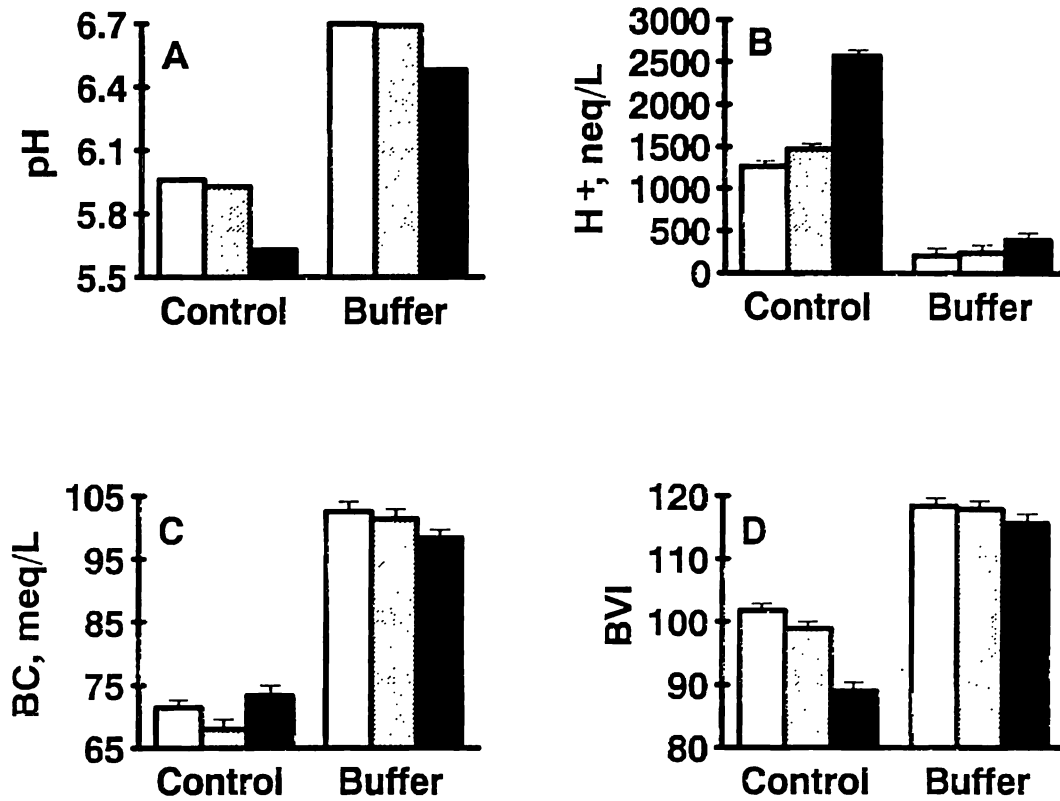 A
pH
6.7
6.4
6.1
5.8
5.5
Control Buffer
B
H+, neq/L
3000
2500
2000
1500
1000
500
0
Control Buffer
C
BC, meq/L
105
95
85
75
65
Control Buffer
D
BVI
120
110
100
90
80
Control Buffer